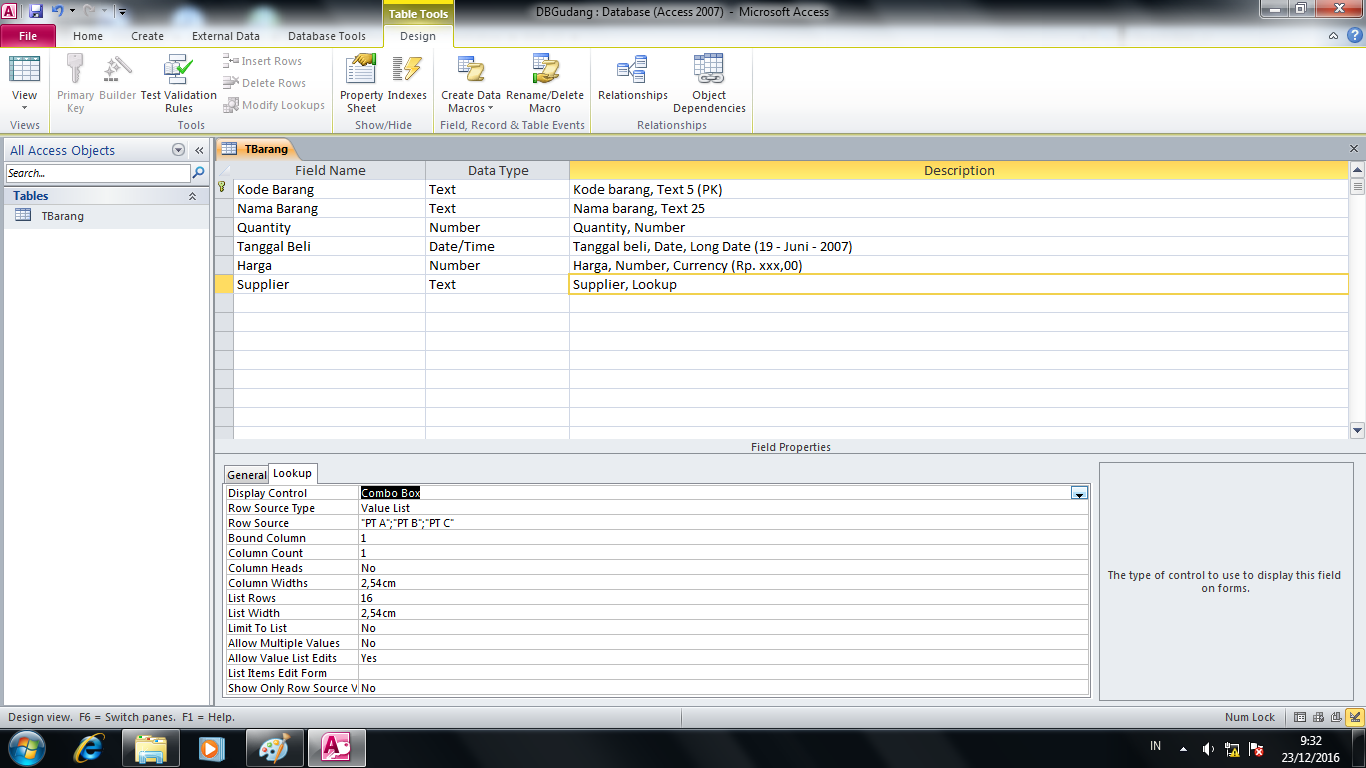 Table Tools
DBGudang : Database (Access 2007) - Microsoft Access
File Home Create External Data Database Tools Design
View
Primary Key
Builder
Test Validation Rules
Insert Rows
Delete Rows
Modify Lookups
Property Sheet
Indexes
Create Data Macros
Rename/Delete Macro
Relationships
Object Dependencies
Views Tools Show/Hide Field, Record & Table Events Relationships
All Access Objects
Search...
Tables
TBarang
TBarang
Field Name Data Type Description
Kode Barang Text Kode barang, Text 5 (PK)
Nama Barang Text Nama barang, Text 25
Quantity Number Quantity, Number
Tanggal Beli Date/Time Tanggal beli, Date, Long Date (19 - Juni - 2007)
Harga Number Harga, Number, Currency (Rp. xxx,00)
Supplier Text Supplier, Lookup
Field Properties
General Lookup
Display Control Combo Box
Row Source Type Value List
Row Source "PT A";"PT B";"PT C"
Bound Column 1
Column Count 1
Column Heads No
Column Widths 2,54cm
List Rows 16
List Width 2,54cm
Limit To List No
Allow Multiple Values No
Allow Value List Edits Yes
List Items Edit Form
Show Only Row Source V No
The type of control to use to display this field
on forms.
Design view. F6 = Switch panes. F1 = Help.
Num Lock
IN
9:32
23/12/2016